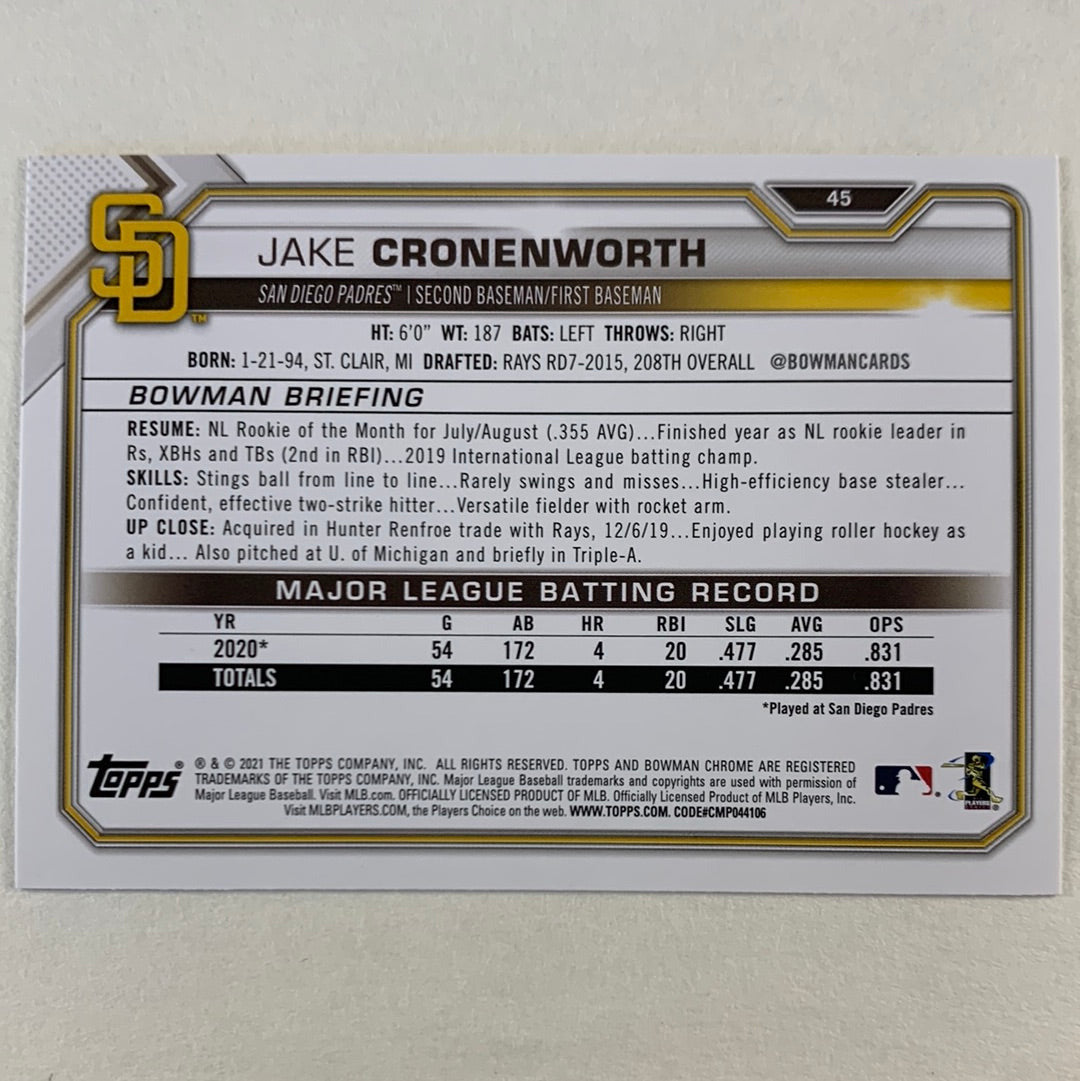 45
SD
JAKE CRONENWORTH
SAN DIEGO PADRES™ | SECOND BASEMAN/FIRST BASEMAN
™
HT: 6'0" WT: 187 BATS: LEFT THROWS: RIGHT
BORN: 1-21-94, ST. CLAIR, MI DRAFTED: RAYS RD7-2015, 208TH OVERALL @BOWMANCARDS
BOWMAN BRIEFING
RESUME: NL Rookie of the Month for July/August (.355 AVG)...Finished year as NL rookie leader in
Rs, XBHs and TBs (2nd in RBI)...2019 International League batting champ.
SKILLS: Stings ball from line to line...Rarely swings and misses...High-efficiency base stealer...
Confident, effective two-strike hitter...Versatile fielder with rocket arm.
UP CLOSE: Acquired in Hunter Renfroe trade with Rays, 12/6/19...Enjoyed playing roller hockey as
a kid... Also pitched at U. of Michigan and briefly in Triple-A.
MAJOR LEAGUE BATTING RECORD
YR G AB HR RBI SLG AVG OPS
2020* 54 172 4 20 .477 .285 .831
TOTALS 54 172 4 20 .477 .285 .831
*Played at San Diego Padres
Topps® ® & © 2021 THE TOPPS COMPANY, INC. ALL RIGHTS RESERVED. TOPPS AND BOWMAN CHROME ARE REGISTERED
TRADEMARKS OF THE TOPPS COMPANY, INC. Major League Baseball trademarks and copyrights are used with permission of
Major League Baseball. Visit MLB.com. OFFICIALLY LICENSED PRODUCT OF MLB. Officially Licensed Product of MLB Players, Inc.
Visit MLBPLAYERS.COM, the Players Choice on the web. WWW.TOPPS.COM. CODE#CMP044106
PLAYERS